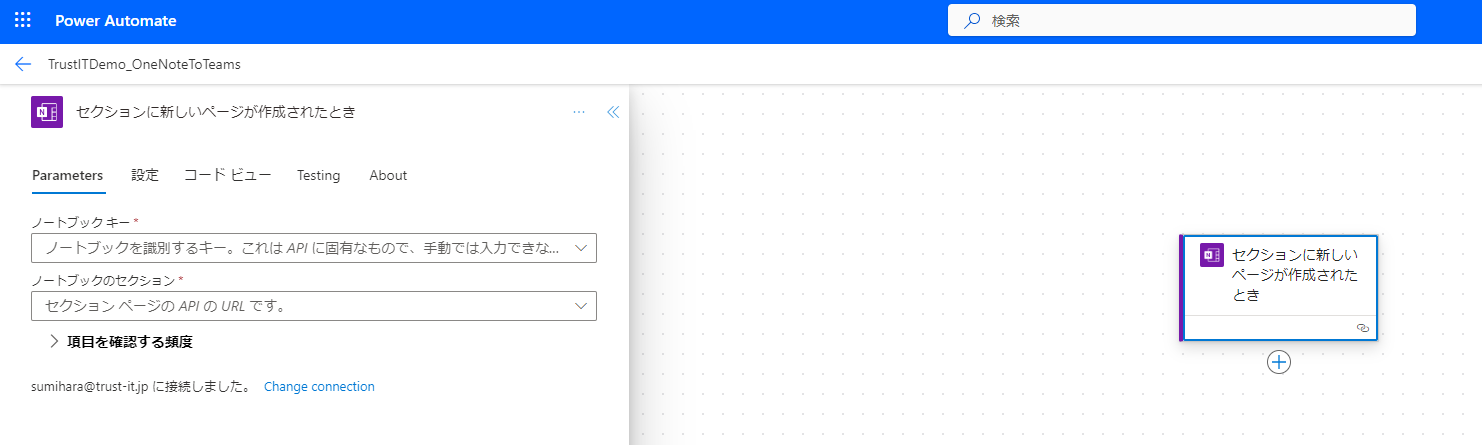 Power Automate
検索
TrustITDemo_OneNoteToTeams
セクションに新しいページが作成されたとき
Parameters 設定 コード ビュー Testing About
ノートブック キー *
ノートブックを識別するキー。これは API に固有なもので、手動では入力できな...
ノートブックのセクション *
セクション ページの API の URL です。
項目を確認する頻度
sumihara@trust-it.jp に接続しました。 Change connection
セクションに新しい
ページが作成された
とき